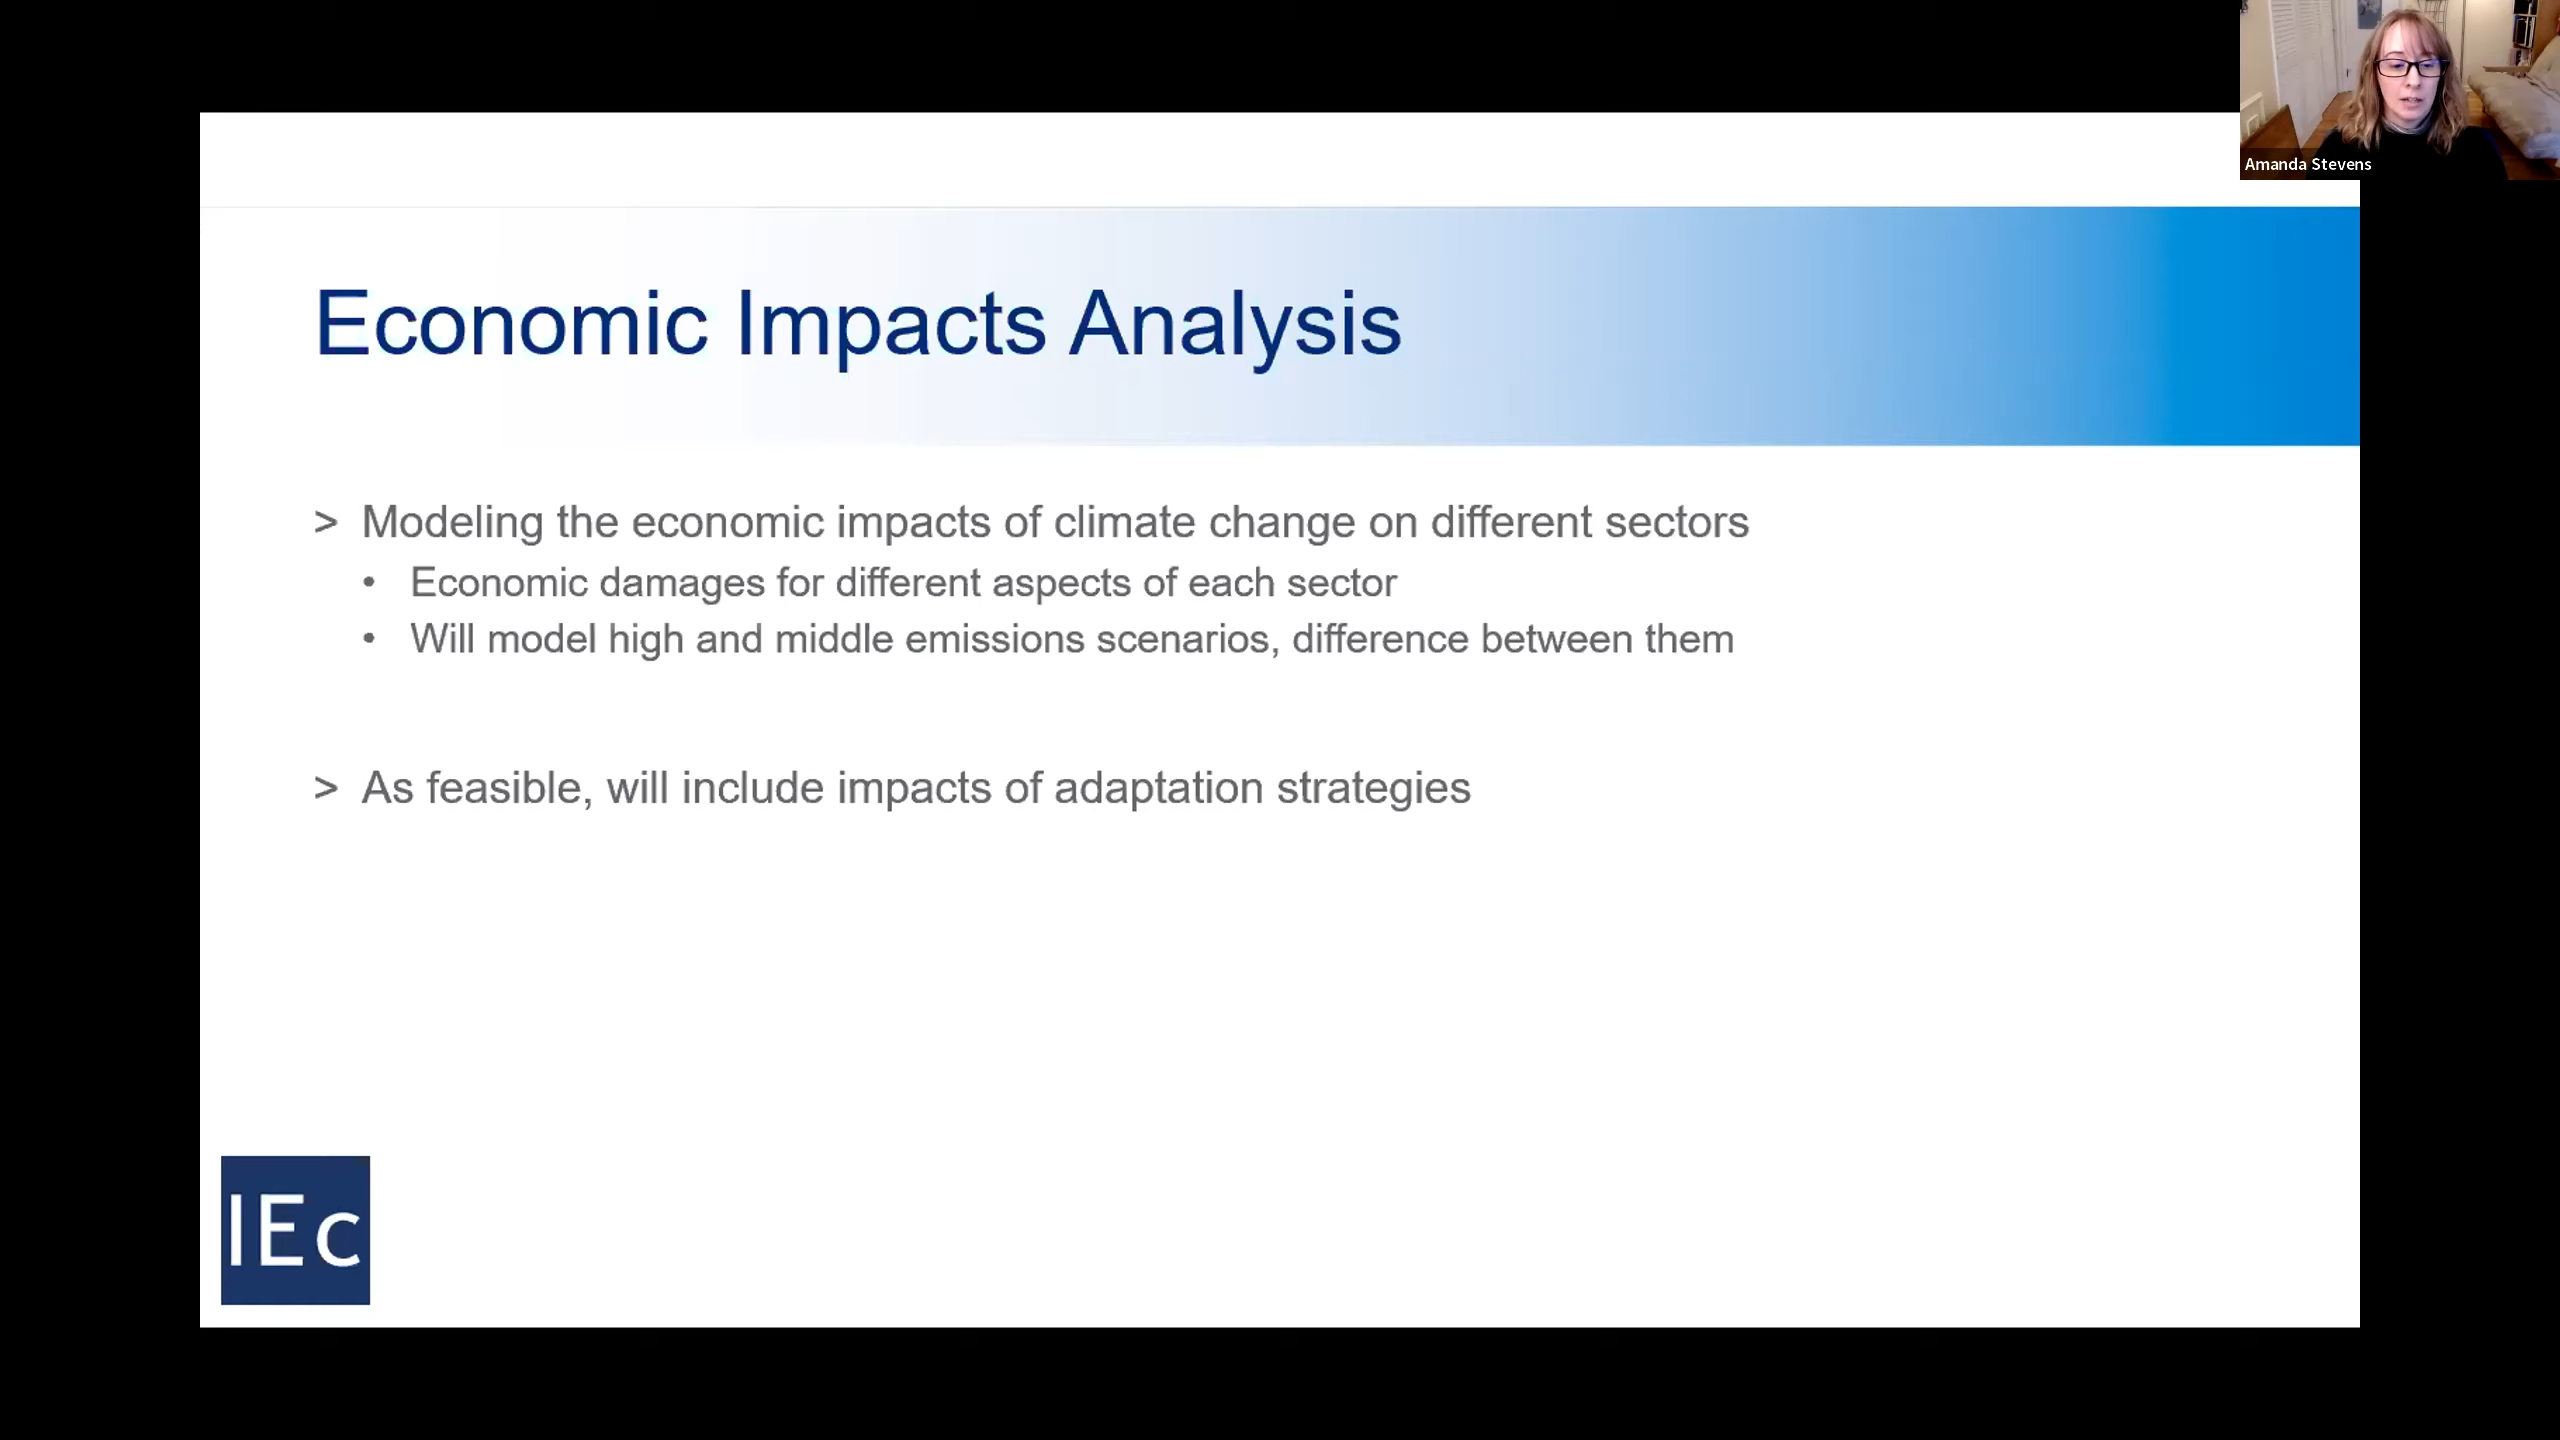 Amanda Stevens
Economic Impacts Analysis
> Modeling the economic impacts of climate change on different sectors
• Economic damages for different aspects of each sector
• Will model high and middle emissions scenarios, difference between them
> As feasible, will include impacts of adaptation strategies
IEc